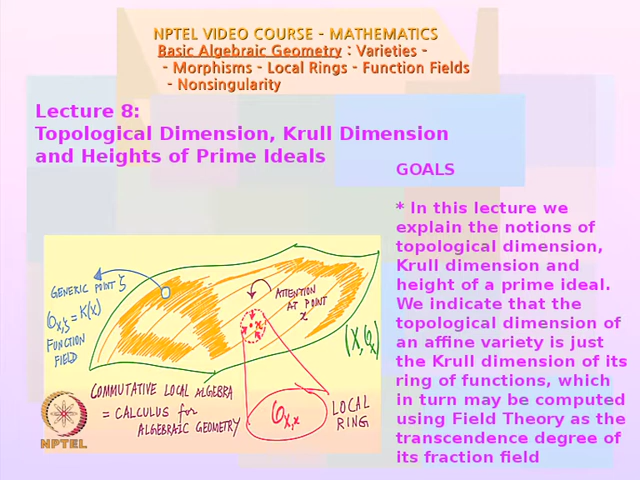 NPTEL VIDEO COURSE - MATHEMATICS
Basic Algebraic Geometry : Varieties -
- Morphisms - Local Rings - Function Fields
- Nonsingularity
Lecture 8:
Topological Dimension, Krull Dimension
and Heights of Prime Ideals
GOALS
* In this lecture we
explain the notions of
topological dimension,
Krull dimension and
height of a prime ideal.
We indicate that the
topological dimension of
an affine variety is just
the Krull dimension of its
ring of functions, which
in turn may be computed
using Field Theory as the
transcendence degree of
its fraction field
GENERIC POINT ξ
O_X,ξ = K(X)
FUNCTION
FIELD
ATTENTION
AT POINT
x
x
(X, O_X)
COMMUTATIVE LOCAL ALGEBRA
= CALCULUS for
ALGEBRAIC GEOMETRY
O_X,x
LOCAL
RING
NPTEL